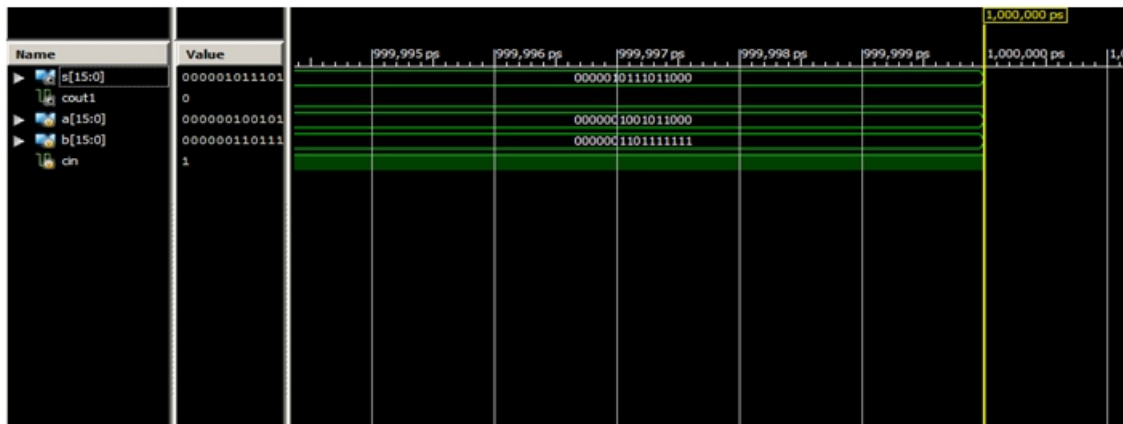 1,000,000 ps
Name Value 999,995 ps 999,996 ps 999,997 ps 999,998 ps 999,999 ps 1,000,000 ps 1,0
s[15:0] 000001011101 0000010111011000
cout1 0
a[15:0] 000000100101 0000001001011000
b[15:0] 000000110111 0000001101111111
cin 1